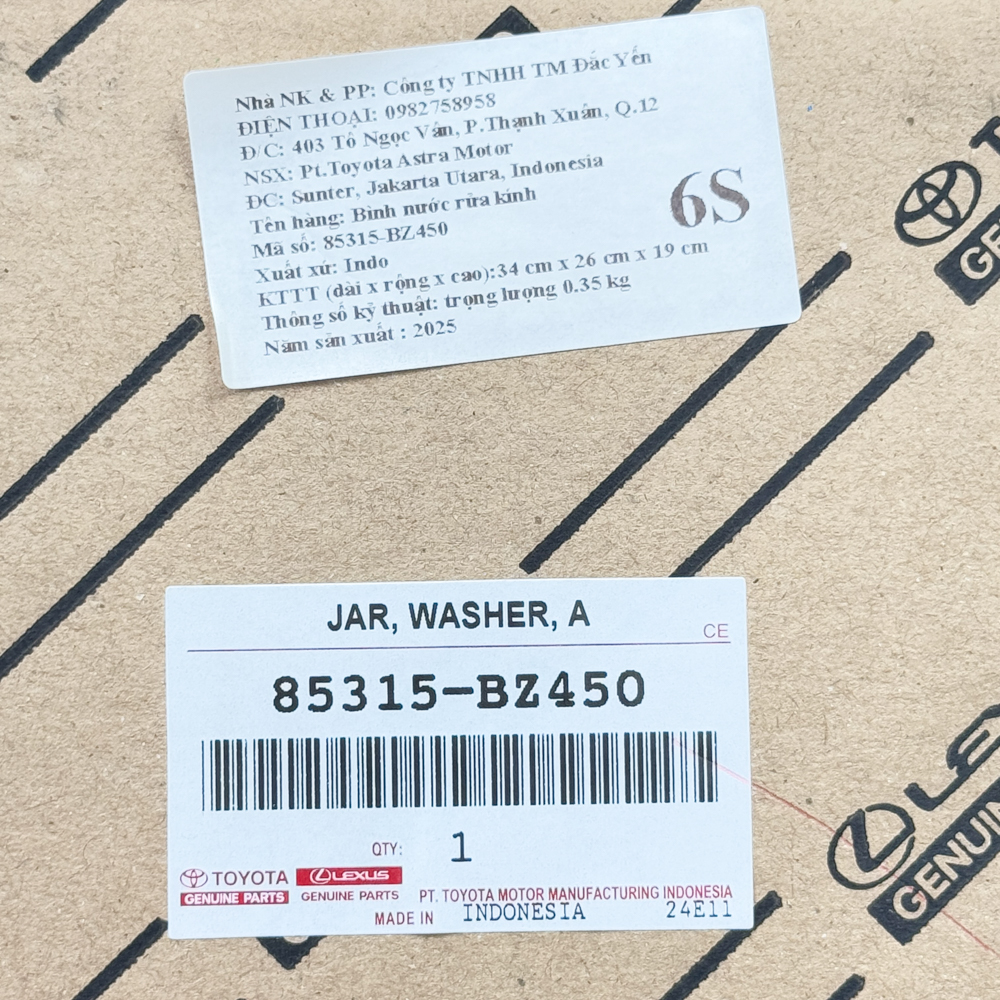 Nhà NK & PP: Công ty TNHH TM Đắc Yến
ĐIỆN THOẠI: 0982758958
Đ/C: 403 Tô Ngọc Vân, P.Thạnh Xuân, Q.12
NSX: Pt.Toyota Astra Motor
ĐC: Sunter, Jakarta Utara, Indonesia
Tên hàng: Bình nước rửa kính
Mã số: 85315-BZ450
Xuất xứ: Indo
6S
KTTT (dài x rộng x cao):34 cm x 26 cm x 19 cm
Thông số kỹ thuật: trọng lượng 0.35 kg
Năm sản xuất : 2025
JAR, WASHER, A
CE
85315-BZ450
QTY: 1
TOYOTA LEXUS
GENUINE PARTS GENUINE PARTS
PT. TOYOTA MOTOR MANUFACTURING INDONESIA
MADE IN INDONESIA 24E11
GENUIN